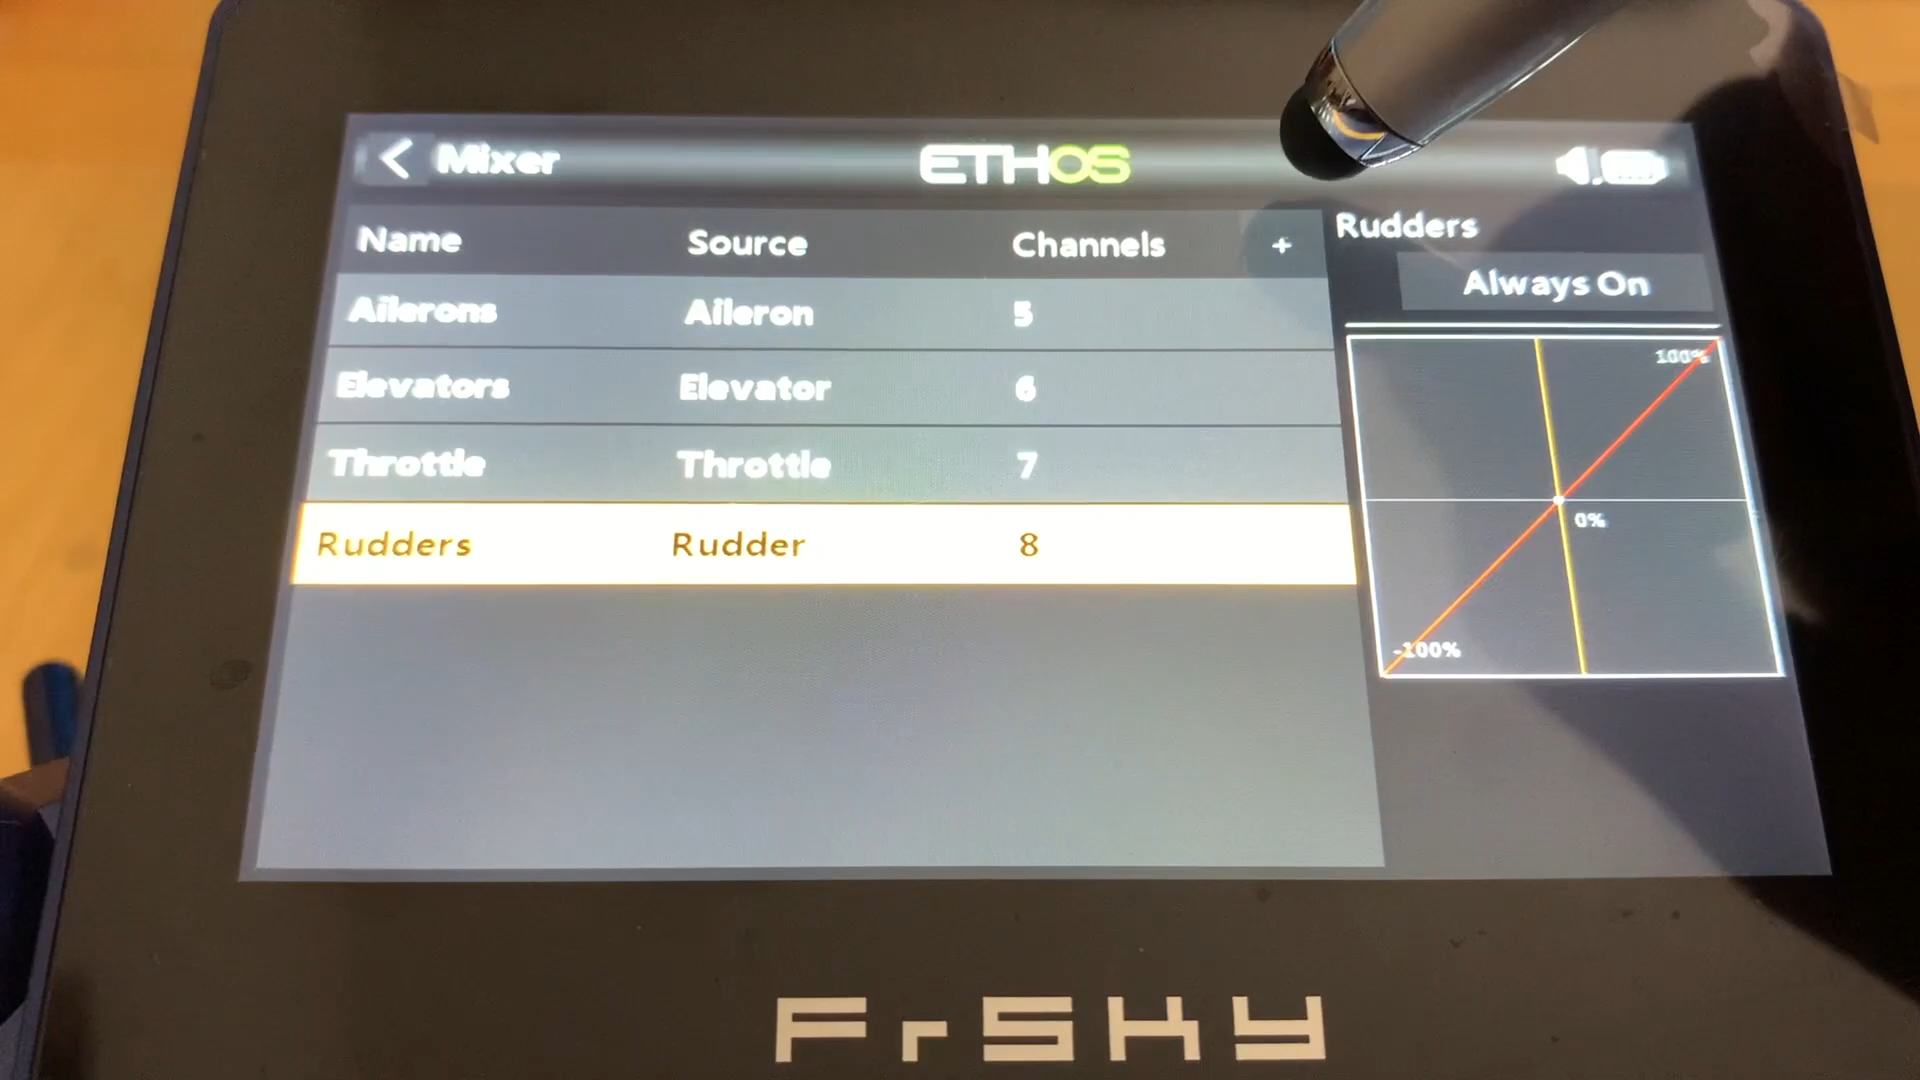 Mixer
ETHOS
Name Source Channels +
Ailerons Aileron 5
Elevators Elevator 6
Throttle Throttle 7
Rudders Rudder 8
Rudders
Always On
100%
0%
-100%
FrSKY